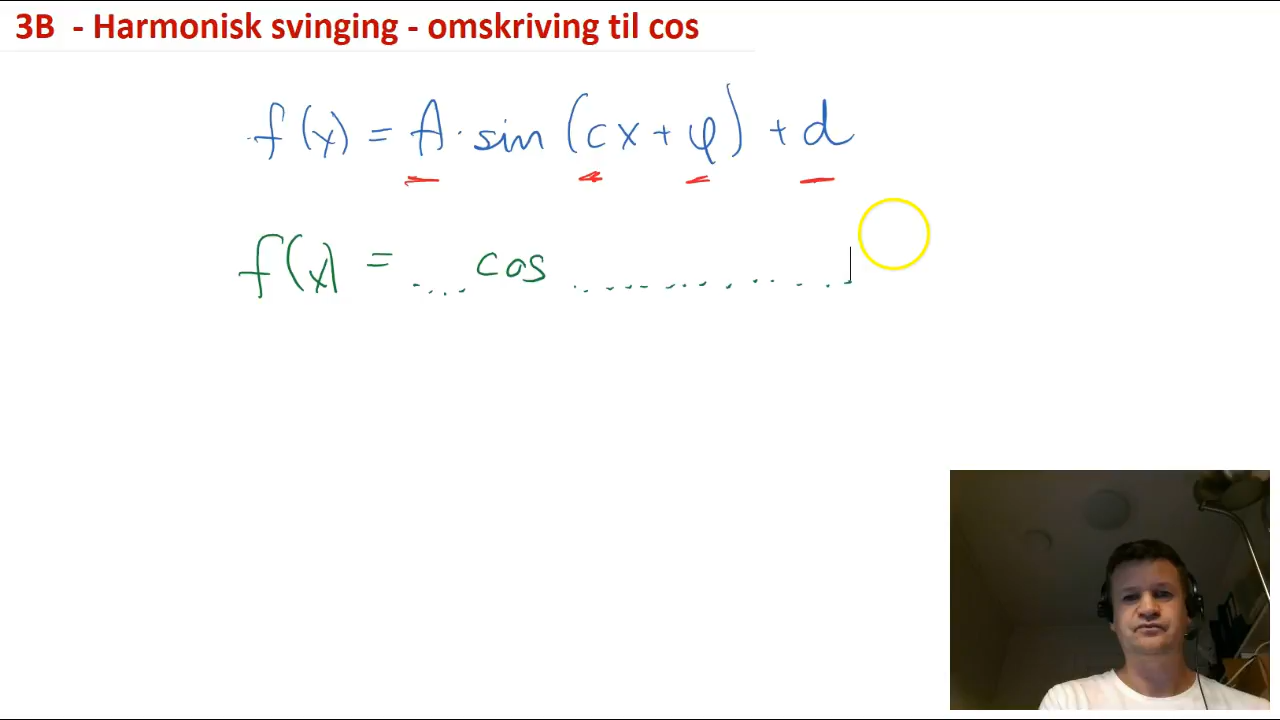 3B - Harmonisk svinging - omskriving til cos
f(x) = A · sin (cx + φ) + d
f(x) = .... cos ..............